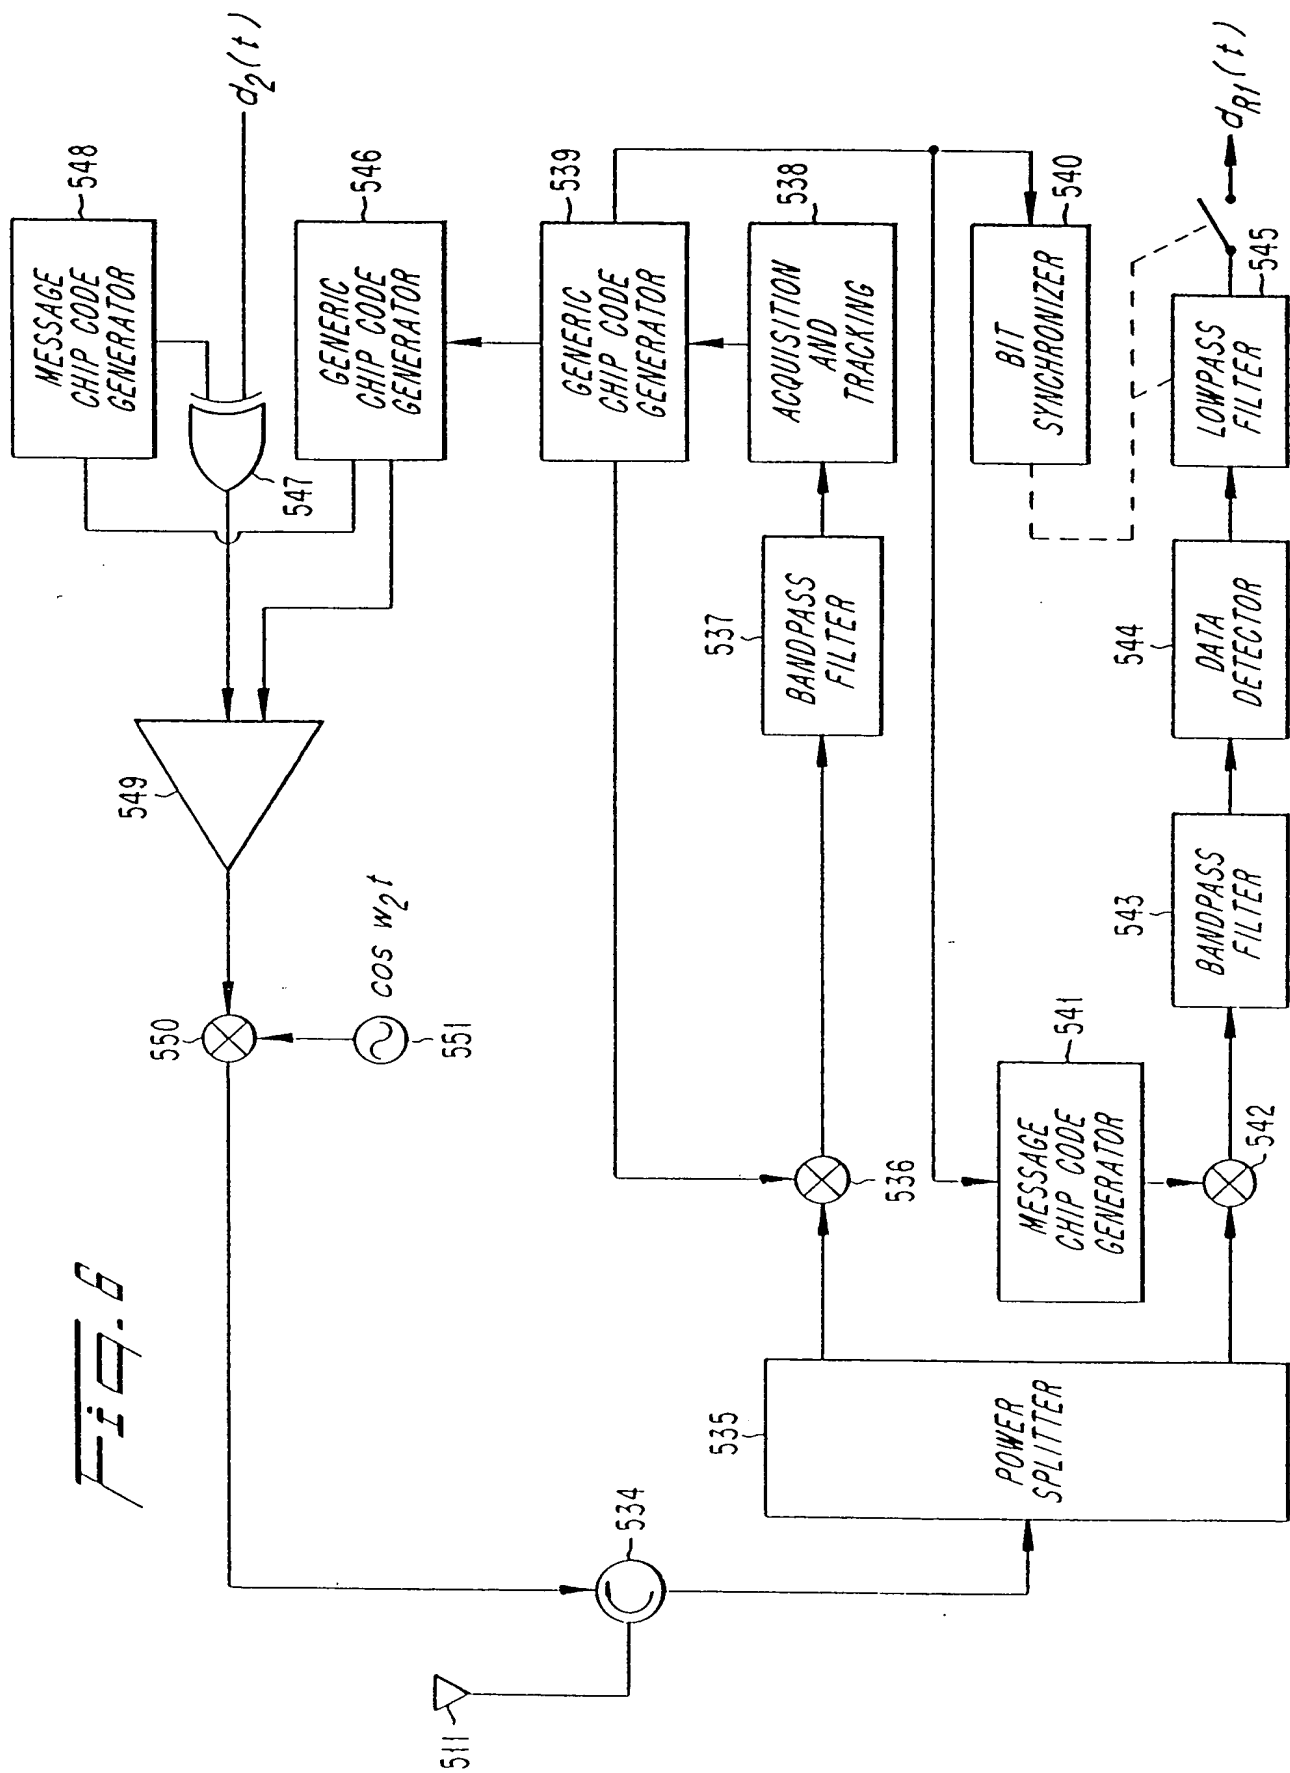 Fig. 6
511
534
550
COS W2t
551
549
MESSAGE
CHIP CODE
GENERATOR
548
d2(t)
547
GENERIC
CHIP CODE
GENERATOR
546
GENERIC
CHIP CODE
GENERATOR
539
ACQUISITION
AND
TRACKING
538
BANDPASS
FILTER
537
536
POWER
SPLITTER
535
MESSAGE
CHIP CODE
GENERATOR
541
542
BIT
SYNCHRONIZER
540
BANDPASS
FILTER
543
DATA
DETECTOR
544
LOWPASS
FILTER
545
dR1(t)